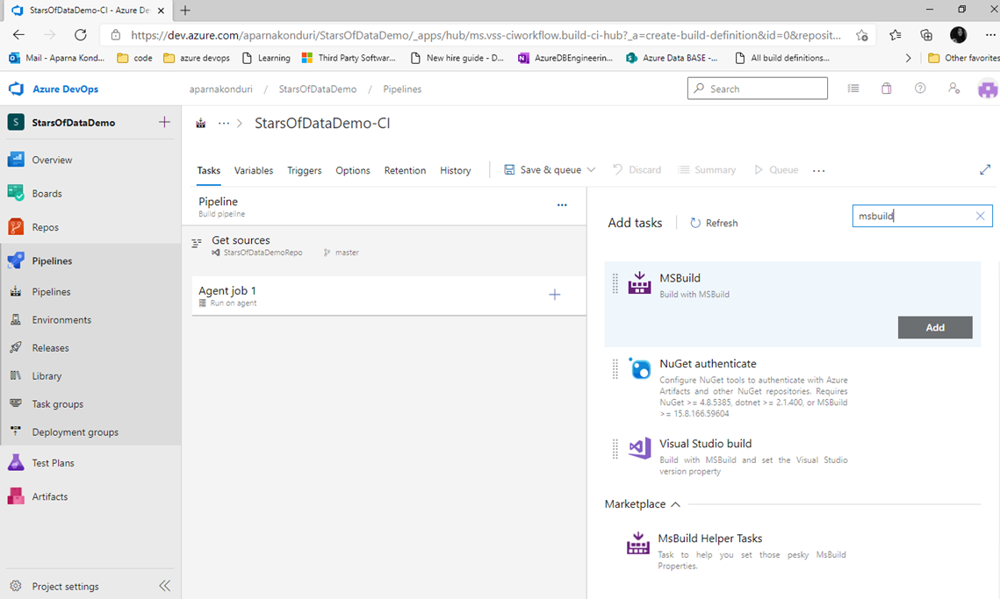 StarsOfDataDemo-CI - Azure De
https://dev.azure.com/aparnakonduri/StarsOfDataDemo/_apps/hub/ms.vss-ciworkflow.build-ci-hub?_a=create-build-definition&id=0&reposit...
Mail - Aparna Kond... code azure devops Learning Third Party Softwar... New hire guide - D... AzureDBEngineerin... Azure Data BASE -... All build definitions... Other favorites
Azure DevOps aparnakonduri / StarsOfDataDemo / Pipelines Search
S StarsOfDataDemo
StarsOfDataDemo-CI
Overview
Boards
Repos
Pipelines
Pipelines
Environments
Releases
Library
Task groups
Deployment groups
Test Plans
Artifacts
Project settings
Tasks Variables Triggers Options Retention History Save & queue Discard Summary Queue
Pipeline
Build pipeline
Get sources
StarsOfDataDemoRepo master
Agent job 1
Run on agent
Add tasks Refresh msbuild
MSBuild
Build with MSBuild
Add
NuGet authenticate
Configure NuGet tools to authenticate with Azure
Artifacts and other NuGet repositories. Requires
NuGet >= 4.8.5385, dotnet >= 2.1.400, or MSBuild
>= 15.8.166.59604
Visual Studio build
Build with MSBuild and set the Visual Studio
version property
Marketplace
MsBuild Helper Tasks
Task to help you set those pesky MsBuild
Properties.